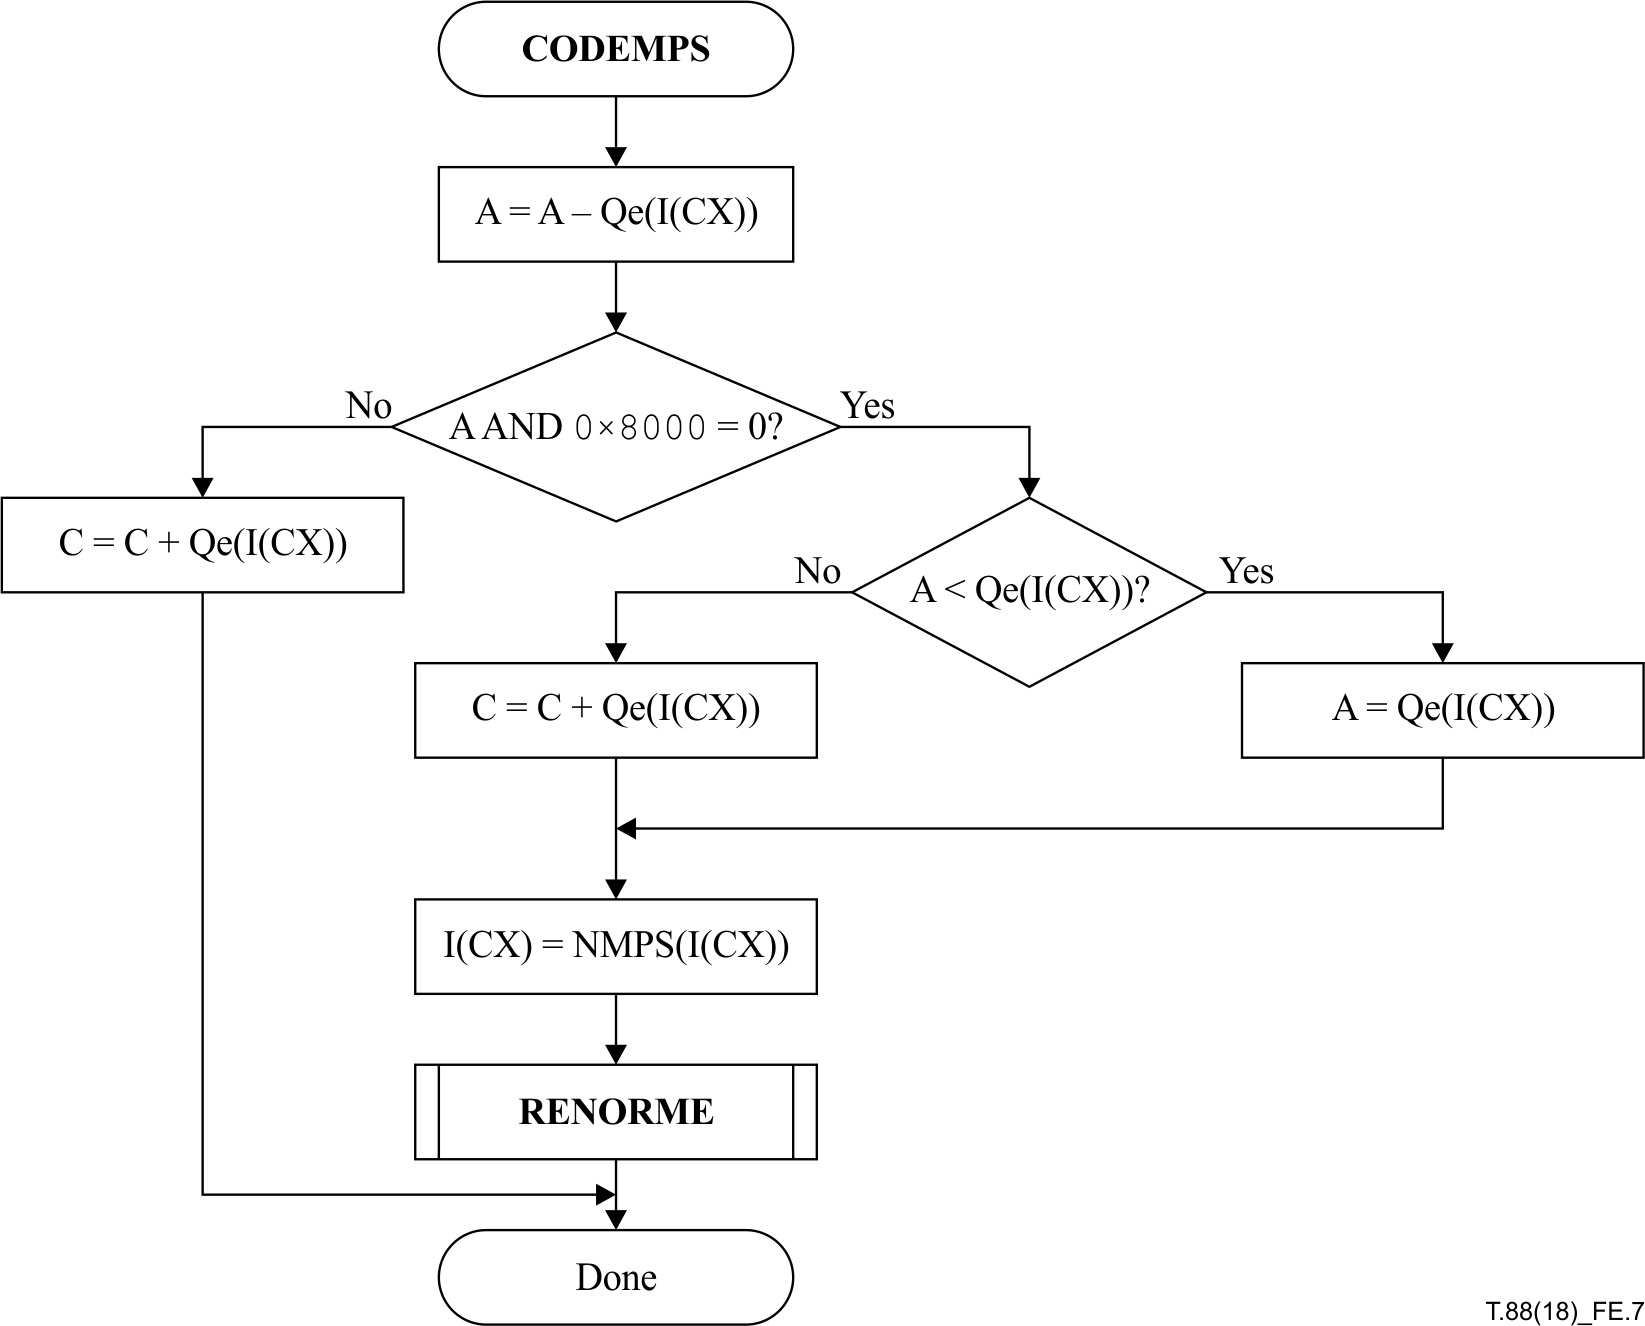 CODEMPS
A = A – Qe(I(CX))
A AND 0×8000 = 0?
No
Yes
C = C + Qe(I(CX))
A < Qe(I(CX))?
No
Yes
C = C + Qe(I(CX))
A = Qe(I(CX))
I(CX) = NMPS(I(CX))
RENORME
Done
T.88(18)_FE.7